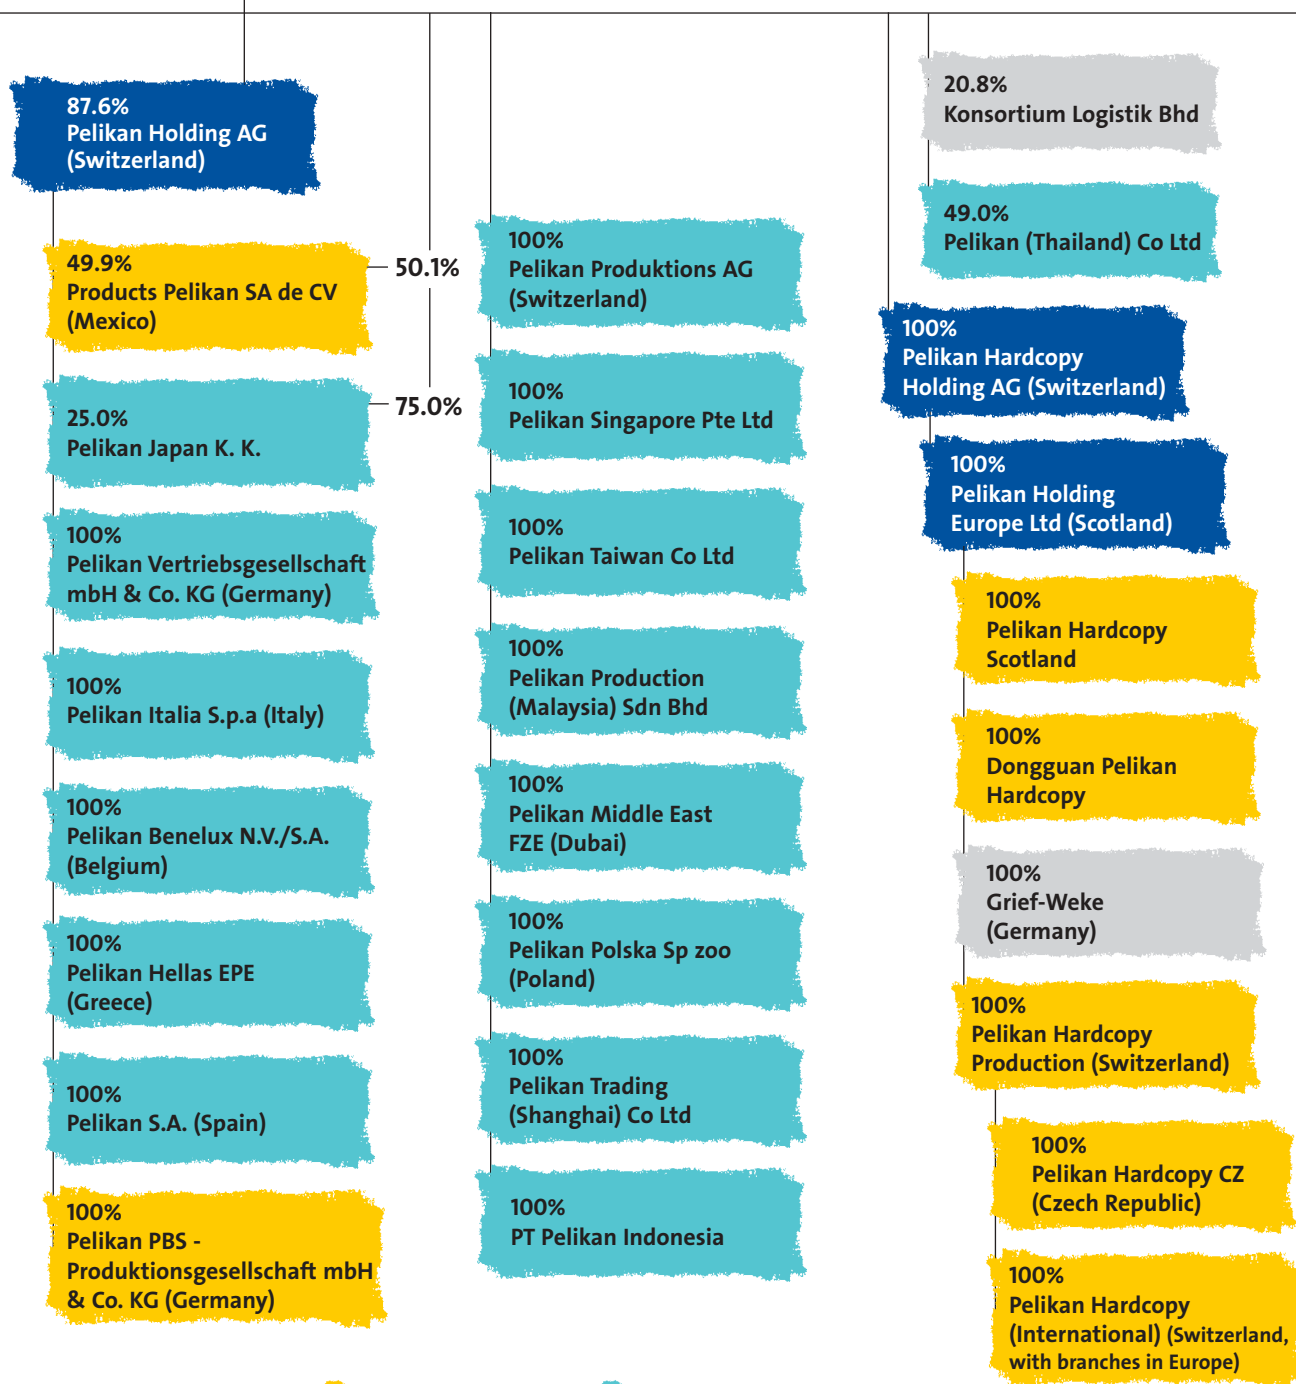 87.6%
Pelikan Holding AG
(Switzerland)
49.9%
Products Pelikan SA de CV
(Mexico)
50.1%
25.0%
Pelikan Japan K. K.
75.0%
100%
Pelikan Vertriebsgesellschaft
mbH & Co. KG (Germany)
100%
Pelikan Italia S.p.a (Italy)
100%
Pelikan Benelux N.V./S.A.
(Belgium)
100%
Pelikan Hellas EPE
(Greece)
100%
Pelikan S.A. (Spain)
100%
Pelikan PBS -
Produktionsgesellschaft mbH
& Co. KG (Germany)
100%
Pelikan Produktions AG
(Switzerland)
100%
Pelikan Singapore Pte Ltd
100%
Pelikan Taiwan Co Ltd
100%
Pelikan Production
(Malaysia) Sdn Bhd
100%
Pelikan Middle East
FZE (Dubai)
100%
Pelikan Polska Sp zoo
(Poland)
100%
Pelikan Trading
(Shanghai) Co Ltd
100%
PT Pelikan Indonesia
20.8%
Konsortium Logistik Bhd
49.0%
Pelikan (Thailand) Co Ltd
100%
Pelikan Hardcopy
Holding AG (Switzerland)
100%
Pelikan Holding
Europe Ltd (Scotland)
100%
Pelikan Hardcopy
Scotland
100%
Dongguan Pelikan
Hardcopy
100%
Grief-Weke
(Germany)
100%
Pelikan Hardcopy
Production (Switzerland)
100%
Pelikan Hardcopy CZ
(Czech Republic)
100%
Pelikan Hardcopy
(International) (Switzerland,
with branches in Europe)